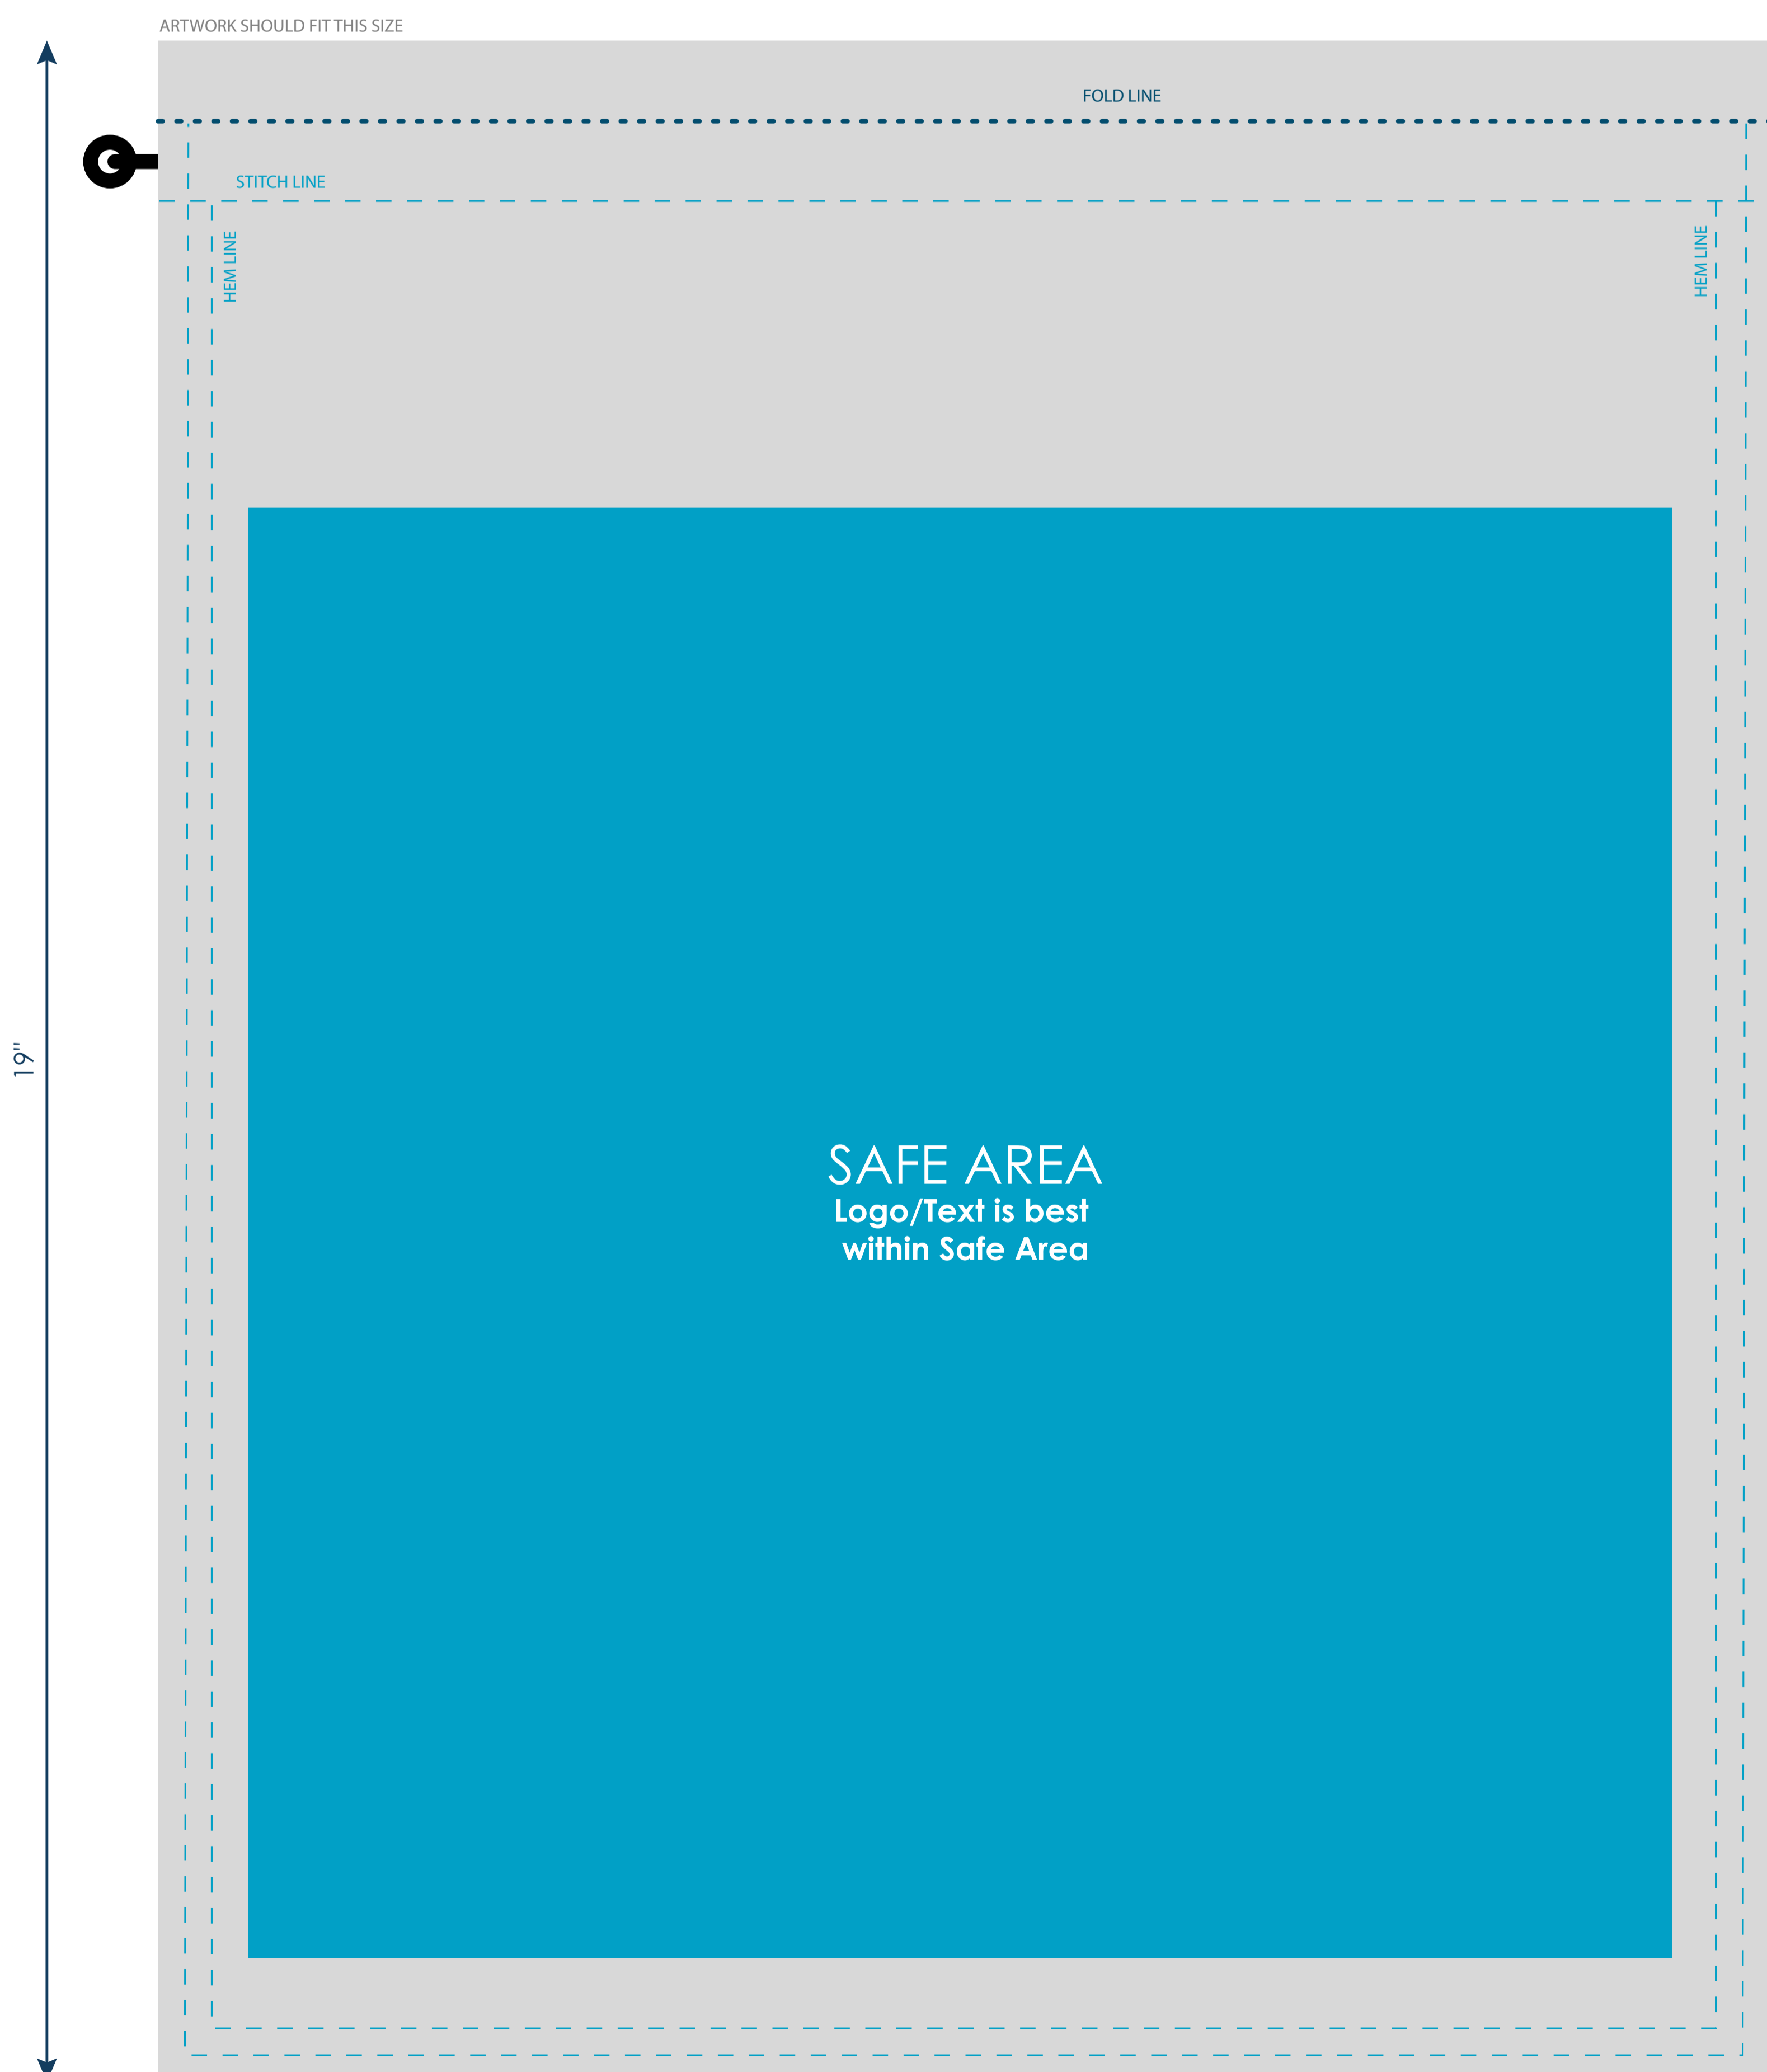 ARTWORK SHOULD FIT THIS SIZE
FOLD LINE
STITCH LINE
HEM LINE
HEM LINE
19"
SAFE AREA
Logo/Text is best
within Safe Area